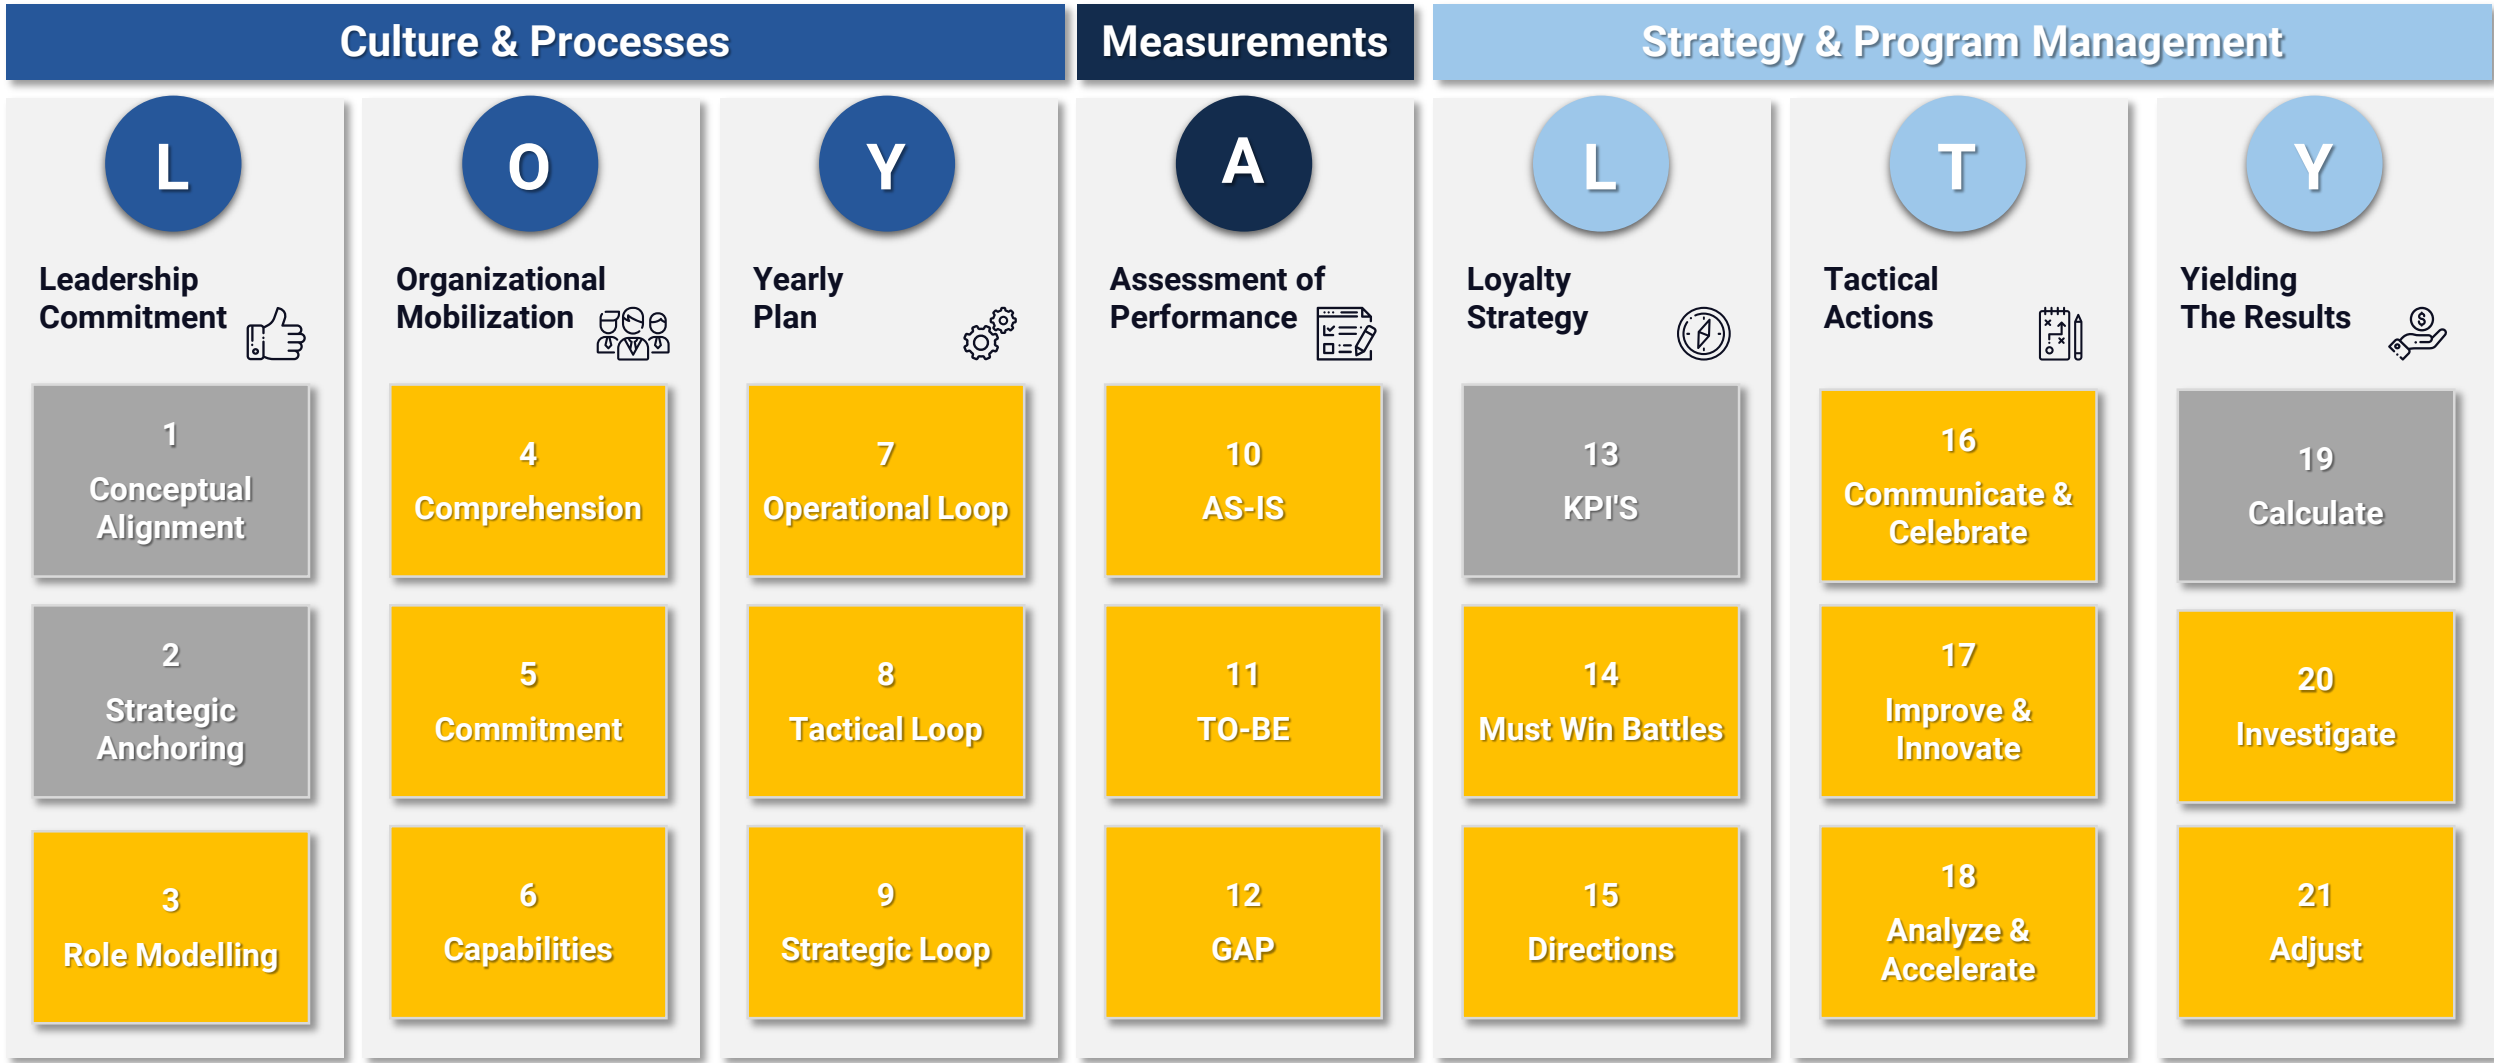 Culture & Processes
Measurements
Strategy & Program Management
L
Leadership
Commitment
1
Conceptual
Alignment
2
Strategic
Anchoring
3
Role Modelling
O
Organizational
Mobilization
4
Comprehension
5
Commitment
6
Capabilities
Y
Yearly
Plan
7
Operational Loop
8
Tactical Loop
9
Strategic Loop
A
Assessment of
Performance
10
AS-IS
11
TO-BE
12
GAP
L
Loyalty
Strategy
13
KPI'S
14
Must Win Battles
15
Directions
T
Tactical
Actions
16
Communicate &
Celebrate
17
Improve &
Innovate
18
Analyze &
Accelerate
Y
Yielding
The Results
19
Calculate
20
Investigate
21
Adjust